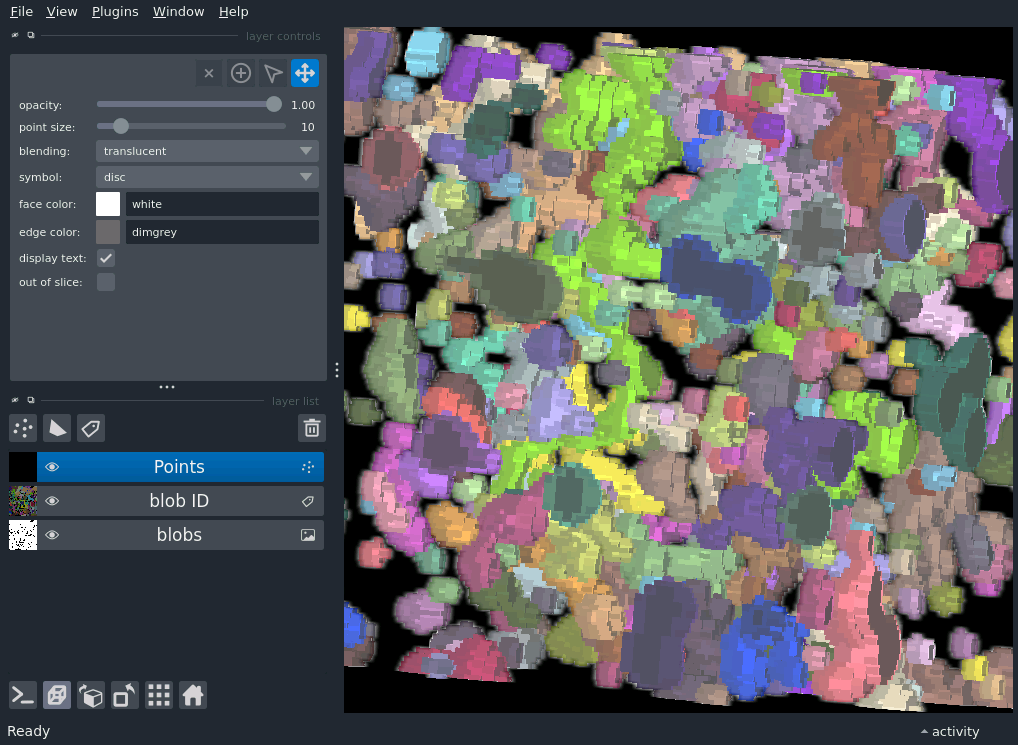 File View Plugins Window Help
layer controls
opacity: 1.00
point size: 10
blending: translucent
symbol: disc
face color: white
edge color: dimgrey
display text:
out of slice:
layer list
Points
blob ID
blobs
Ready
activity